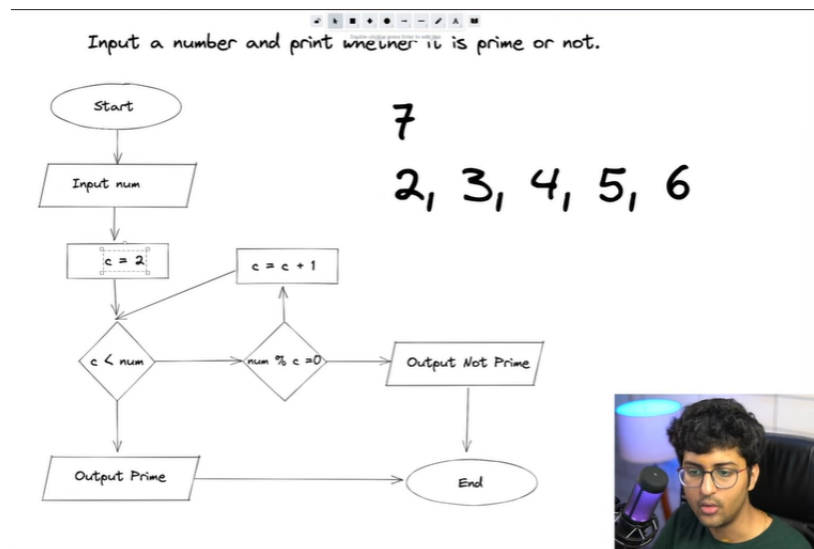 Input a number and print whether it is prime or not.
Start
7
Input num
2, 3, 4, 5, 6
c = 2
c = c + 1
c < num
num % c =0
Output Not Prime
Output Prime
End